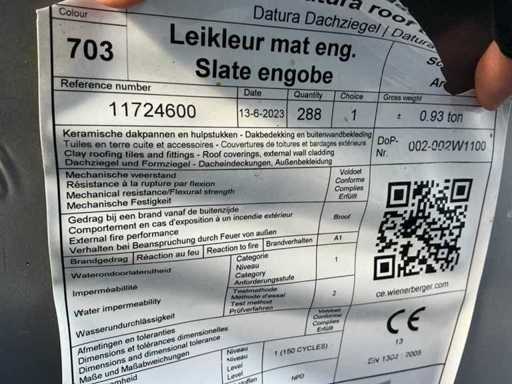 Datura Dachziegel /
Colour
703
Leikleur mat eng.
Slate engobe
Reference number
11724600
Date
13-6-2023
Quantity
288
Choice
1
Gross weight
± 0.93 ton
Keramische dakpannen en hulpstukken - Dakbedekking en buitenwandbekleding
Tuiles en terre cuite et accessoires - Couvertures de toitures et bardages extérieurs
Clay roofing tiles and fittings - Roof coverings, external wall cladding
Dachziegel und Formziegel - Dacheindeckungen, Außenbekleidung
DoP-
Nr.
002-002W1100
Mechanische weerstand
Résistance à la rupture par flexion
Mechanical resistance/Flexural strength
Mechanische Festigkeit
Voldoet
Conforme
Complies
Erfüllt
Gedrag bij een brand vanaf de buitenzijde
Comportement en cas d'exposition à un incendie extérieur
External fire performance
Verhalten bei Beanspruchung durch Feuer von außen
Broof
Brandgedrag
Réaction au feu
Reaction to fire
Brandverhalten
A1
Waterondoorlatendheid
Imperméabilité
Water impermeability
Wasserundurchlässigkeit
Categorie
Niveau
Category
Anforderungsstufe
1
Testmethode
Méthode d'essai
Test method
Prüfverfahren
2
ce.wienerberger.com
Afmetingen en toleranties
Dimensions et tolérances dimensionelles
Dimensions and dimensional tolerances
Maße und Maßabweichungen
Voldoet
Conforme
Complies
Erfüllt
CE
13
EN 1304 : 2005
Niveau
Niveau
Level
1 (150 CYCLES)
NPD